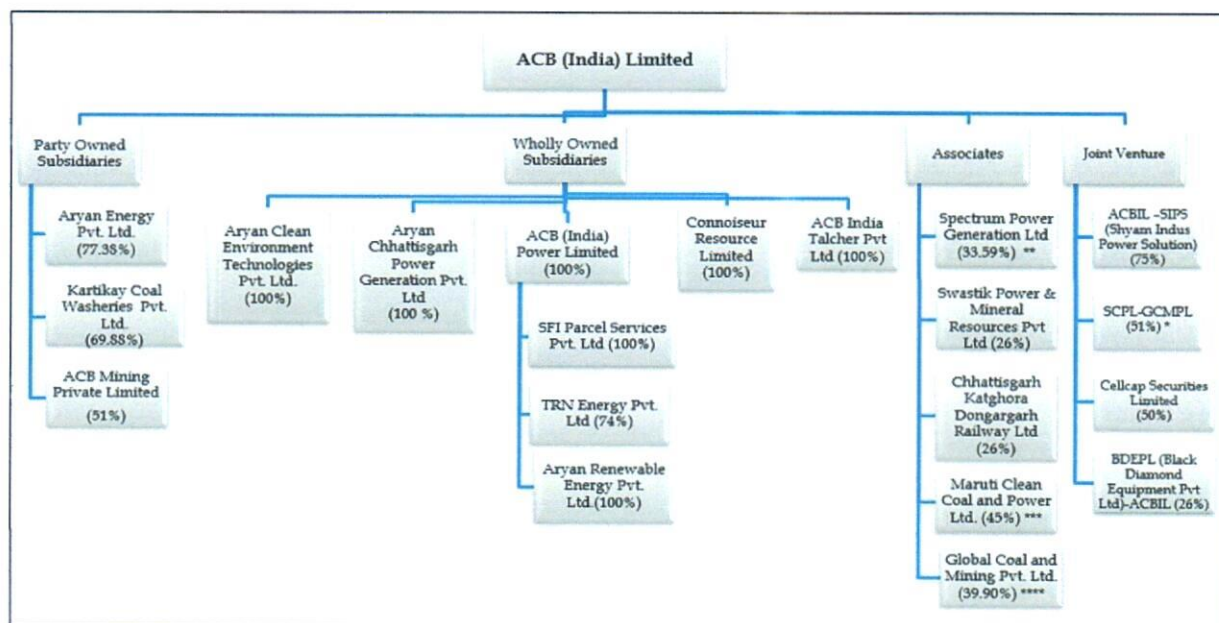 ACB (India) Limited
Party Owned
Subsidiaries
Aryan Energy
Pvt. Ltd.
(77.38%)
Kartikay Coal
Washeries Pvt.
Ltd.
(69.88%)
ACB Mining
Private Limited
(51%)
Wholly Owned
Subsidiaries
Aryan Clean
Environment
Technologies
Pvt. Ltd.
(100%)
Aryan
Chhattisgarh
Power
Generation Pvt.
Ltd
(100 %)
ACB (India)
Power Limited
(100%)
SFI Parcel Services
Pvt. Ltd (100%)
TRN Energy Pvt.
Ltd (74%)
Aryan Renewable
Energy Pvt.
Ltd.(100%)
Connoiseur
Resource
Limited
(100%)
ACB India
Talcher Pvt
Ltd (100%)
Associates
Spectrum Power
Generation Ltd
(33.59%) **
Swastik Power &
Mineral
Resources Pvt
Ltd (26%)
Chhattisgarh
Katghora
Dongargarh
Railway Ltd
(26%)
Maruti Clean
Coal and Power
Ltd. (45%) ***
Global Coal and
Mining Pvt. Ltd.
(39.90%) ****
Joint Venture
ACBIL –SIPS
(Shyam Indus
Power Solution)
(75%)
SCPL-GCMPL
(51%) *
Cellcap Securities
Limited
(50%)
BDEPL (Black
Diamond
Equipment Pvt
Ltd)-ACBIL (26%)